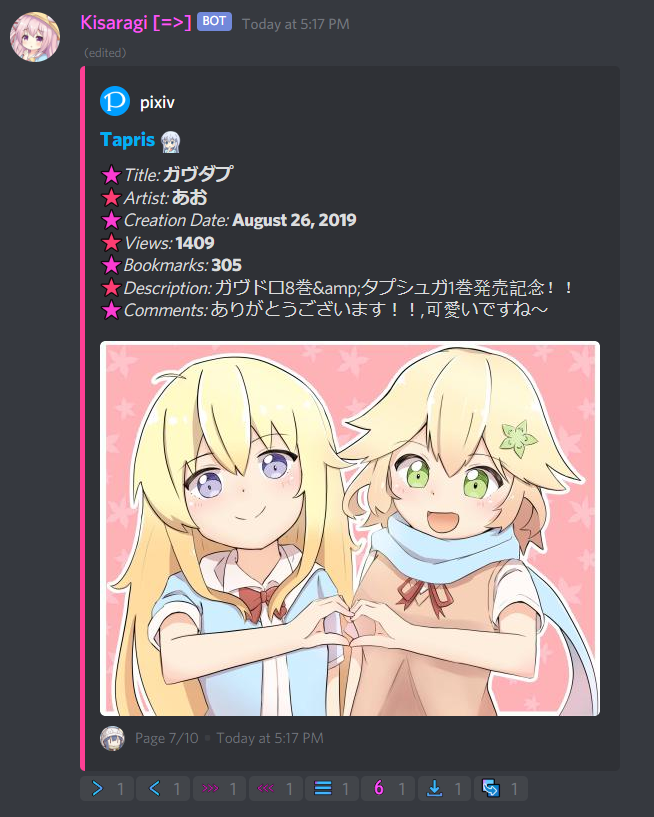 Kisaragi [=>] BOT Today at 5:17 PM
(edited)
pixiv
Tapris
Title: ガヴダプ
Artist: あお
Creation Date: August 26, 2019
Views: 1409
Bookmarks: 305
Description: ガヴドロ8巻&amp;タプシュガ1巻発売記念！！
Comments: ありがとうございます！！,可愛いですね～
Page 7/10 • Today at 5:17 PM
> 1 < 1 >>> 1 <<< 1 1 6 1 1 1